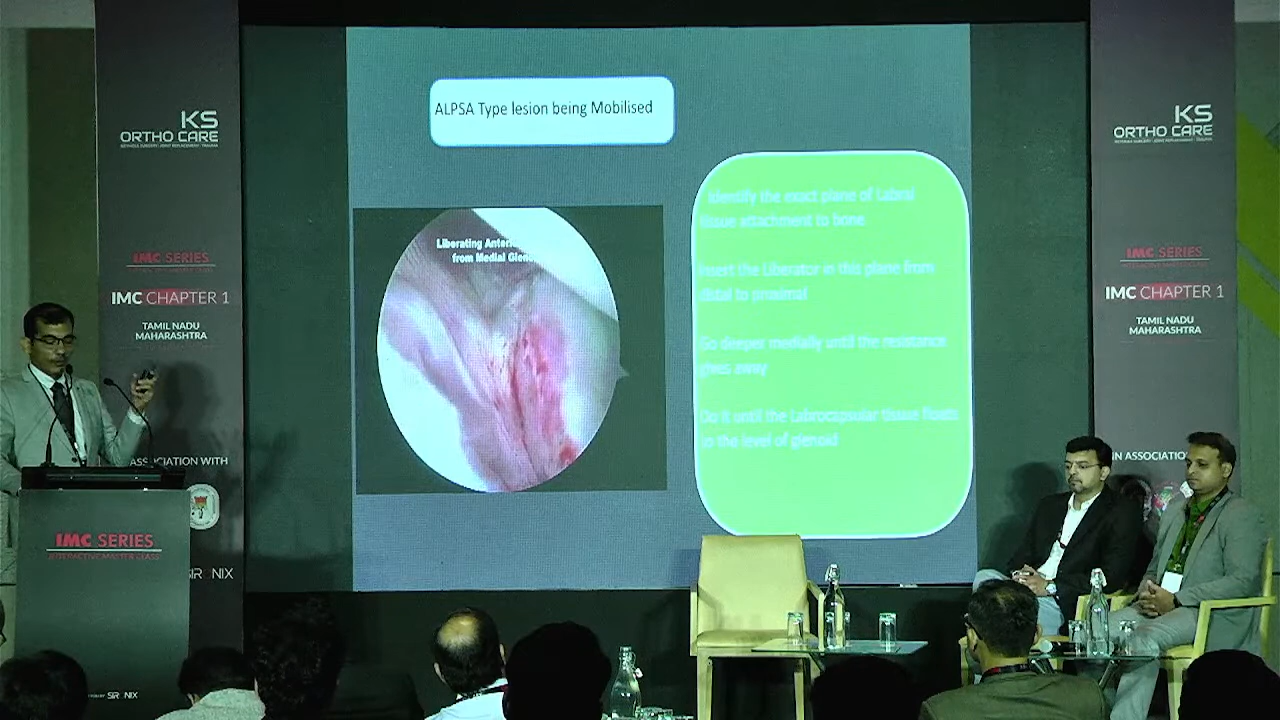 KS
ORTHO CARE
IMC SERIES
IMC CHAPTER 1
TAMIL NADU
MAHARASHTRA
ASSOCIATION WITH
IMC SERIES
INTERACTIVE MASTER CLASS
SIRONIX
ALPSA Type lesion being Mobilised
Liberating
from Medial
Identify the exact plane of Labral
tissue attachment to bone
Insert the Liberator in this plane from
distal to proximal
Go deeper medially until the resistance
gives away
Do it until the Labrocapsular tissue floats
to the level of glenoid
KS
ORTHO CARE
IMC SERIES
IMC CHAPTER 1
TAMIL NADU
MAHARASHTRA
IN ASSOCIATION